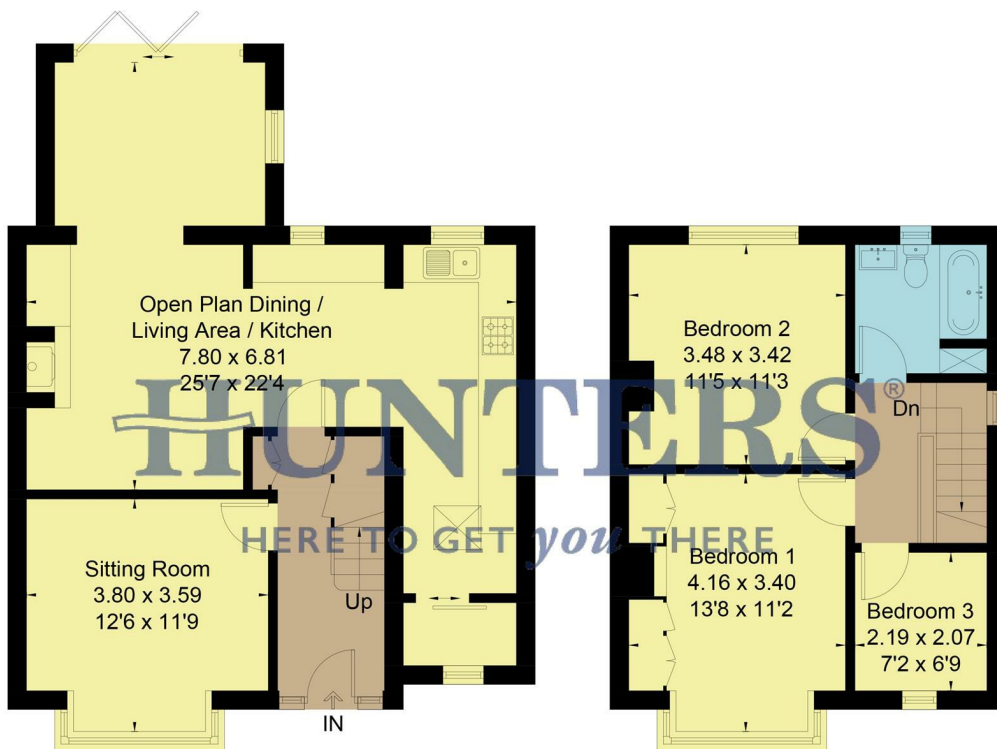 Open Plan Dining /
Living Area / Kitchen
7.80 x 6.81
25'7 x 22'4
Sitting Room
3.80 x 3.59
12'6 x 11'9
Up
IN
Bedroom 2
3.48 x 3.42
11'5 x 11'3
Dn
Bedroom 1
4.16 x 3.40
13'8 x 11'2
Bedroom 3
2.19 x 2.07
7'2 x 6'9
HUNTERS®
HERE TO GET you THERE